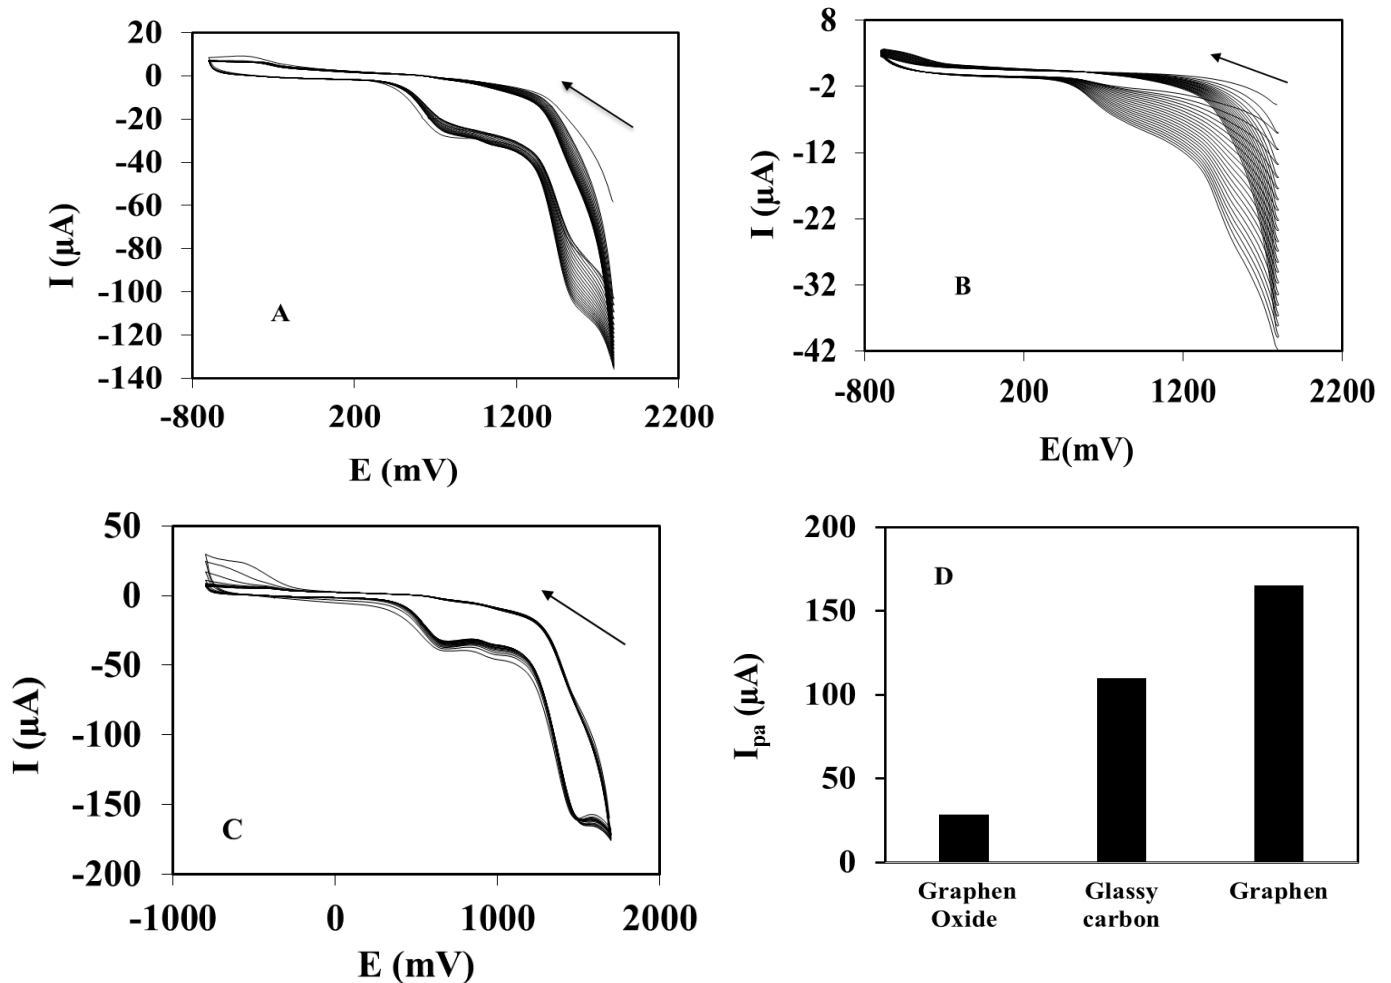 20
0
-20
-40
-60
-80
-100
-120
-140
I (µA)
A
-800 200 1200 2200
E (mV)
8
-2
-12
-22
-32
-42
I (µA)
B
-800 200 1200 2200
E(mV)
50
0
-50
-100
-150
-200
I (µA)
C
-1000 0 1000 2000
E (mV)
200
150
100
50
0
Ipa (µA)
D
Graphen
Oxide
Glassy
carbon
Graphen